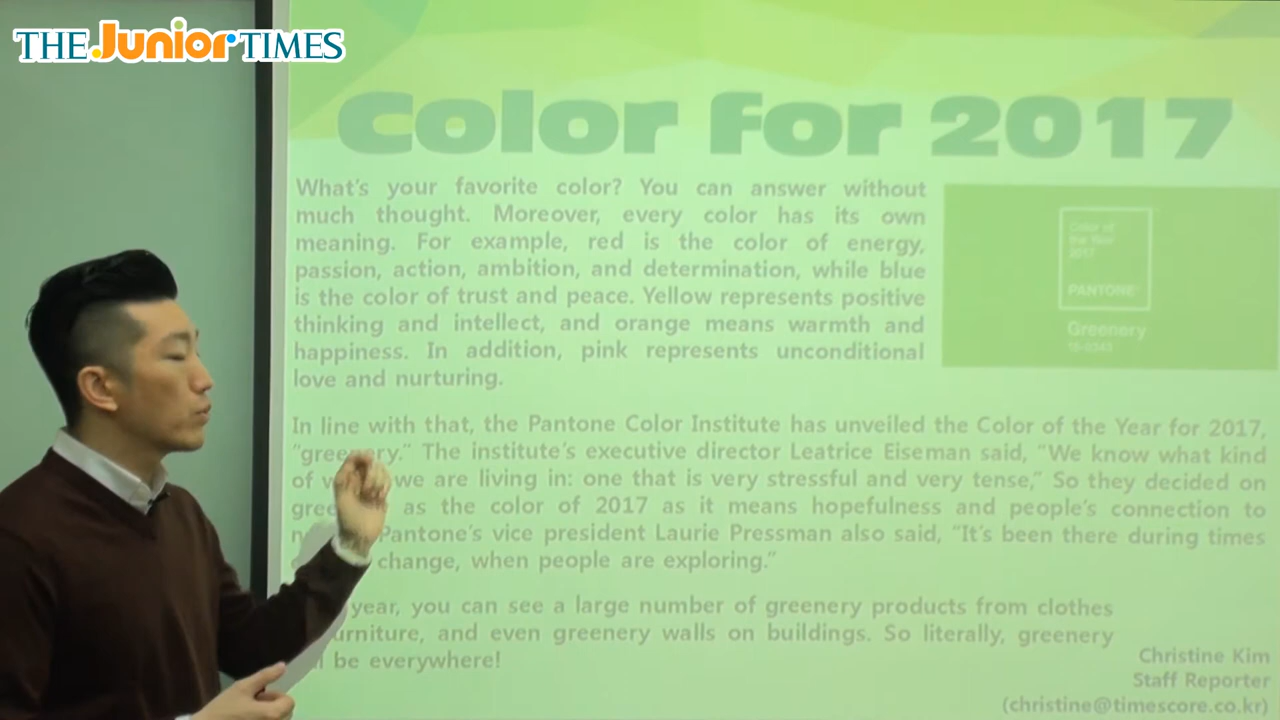 THE Junior TIMES
Color for 2017
What's your favorite color? You can answer without
much thought. Moreover, every color has its own
meaning. For example, red is the color of energy,
passion, action, ambition, and determination, while blue
is the color of trust and peace. Yellow represents positive
thinking and intellect, and orange means warmth and
happiness. In addition, pink represents unconditional
love and nurturing.
Color of
the Year
2017
PANTONE
Greenery
15-0343
In line with that, the Pantone Color Institute has unveiled the Color of the Year for 2017,
The institute's executive director Leatrice Eiseman said, "We know what kind
of we are living in: one that is very stressful and very tense," So they decided on
as the color of 2017 as it means hopefulness and people's connection to
Pantone's vice president Laurie Pressman also said, "It's been there during times
change, when people are exploring."
year, you can see a large number of greenery products from clothes
and even greenery walls on buildings. So literally, greenery
be everywhere!
Christine Kim
Staff Reporter
(christine@timescore.co.kr)